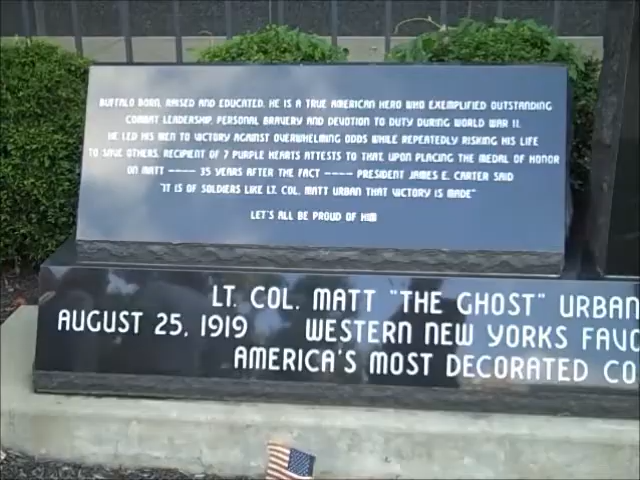 BUFFALO BORN, RAISED AND EDUCATED. HE IS A TRUE AMERICAN HERO WHO EXEMPLIFIED OUTSTANDING
COMBAT LEADERSHIP, PERSONAL BRAVERY AND DEVOTION TO DUTY DURING WORLD WAR II.
HE LED HIS MEN TO VICTORY AGAINST OVERWHELMING ODDS WHILE REPEATEDLY RISKING HIS LIFE
TO SAVE OTHERS. RECIPIENT OF 7 PURPLE HEARTS ATTESTS TO THAT. UPON PLACING THE MEDAL OF HONOR
ON MATT ---- 35 YEARS AFTER THE FACT ---- PRESIDENT JAMES E. CARTER SAID
"IT IS OF SOLDIERS LIKE LT. COL. MATT URBAN THAT VICTORY IS MADE"
LET'S ALL BE PROUD OF HIM
LT. COL. MATT "THE GHOST" URBAN
AUGUST 25, 1919 WESTERN NEW YORKS FAVO
AMERICA'S MOST DECORATED CO